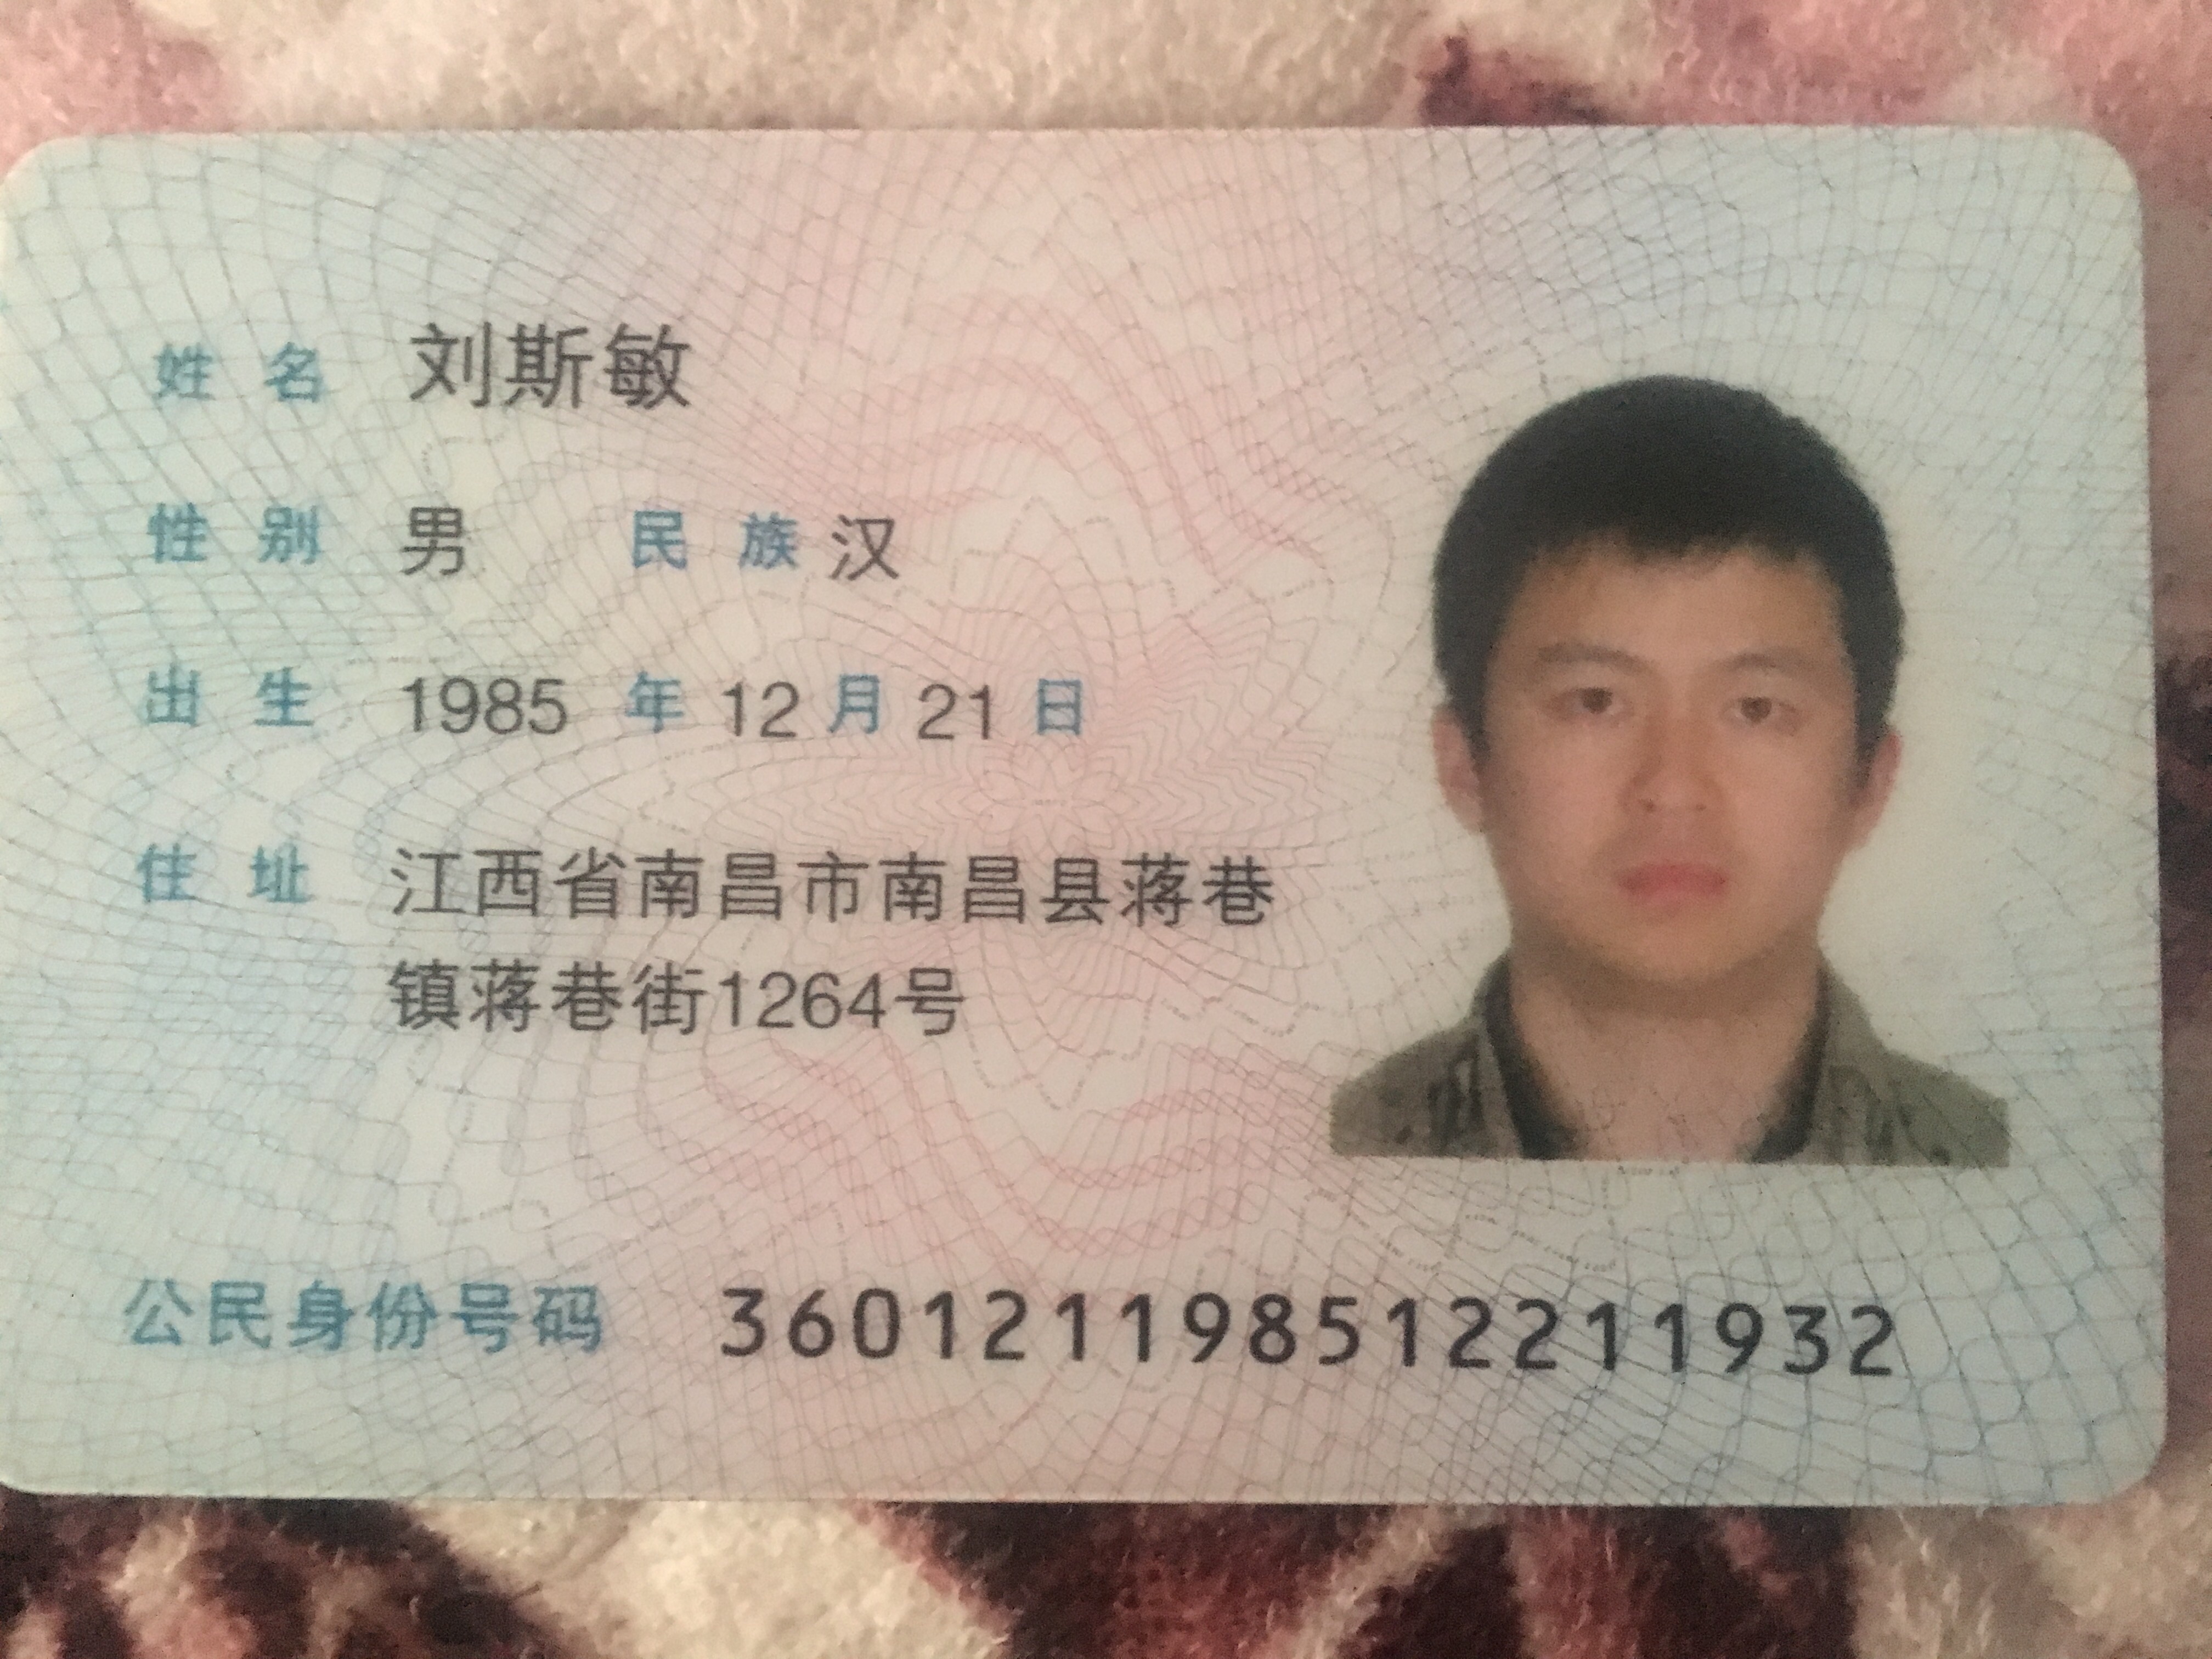 姓名 刘斯敏
性别 男 民族 汉
出生 1985 年 12 月 21 日
住址 江西省南昌市南昌县蒋巷
镇蒋巷街1264号
公民身份号码 360121198512211932